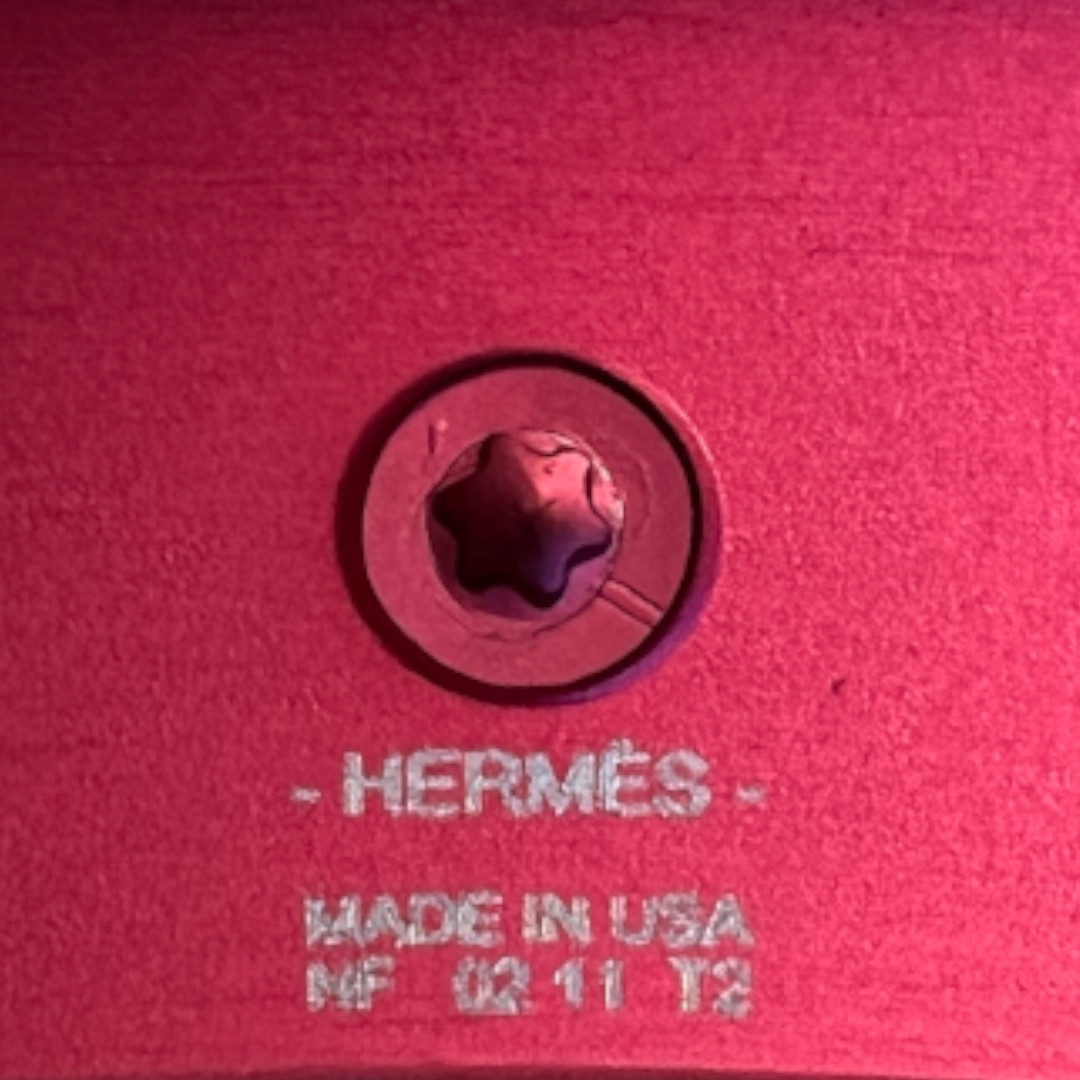 - HERMÈS -
MADE IN USA
MF 02 11 T2